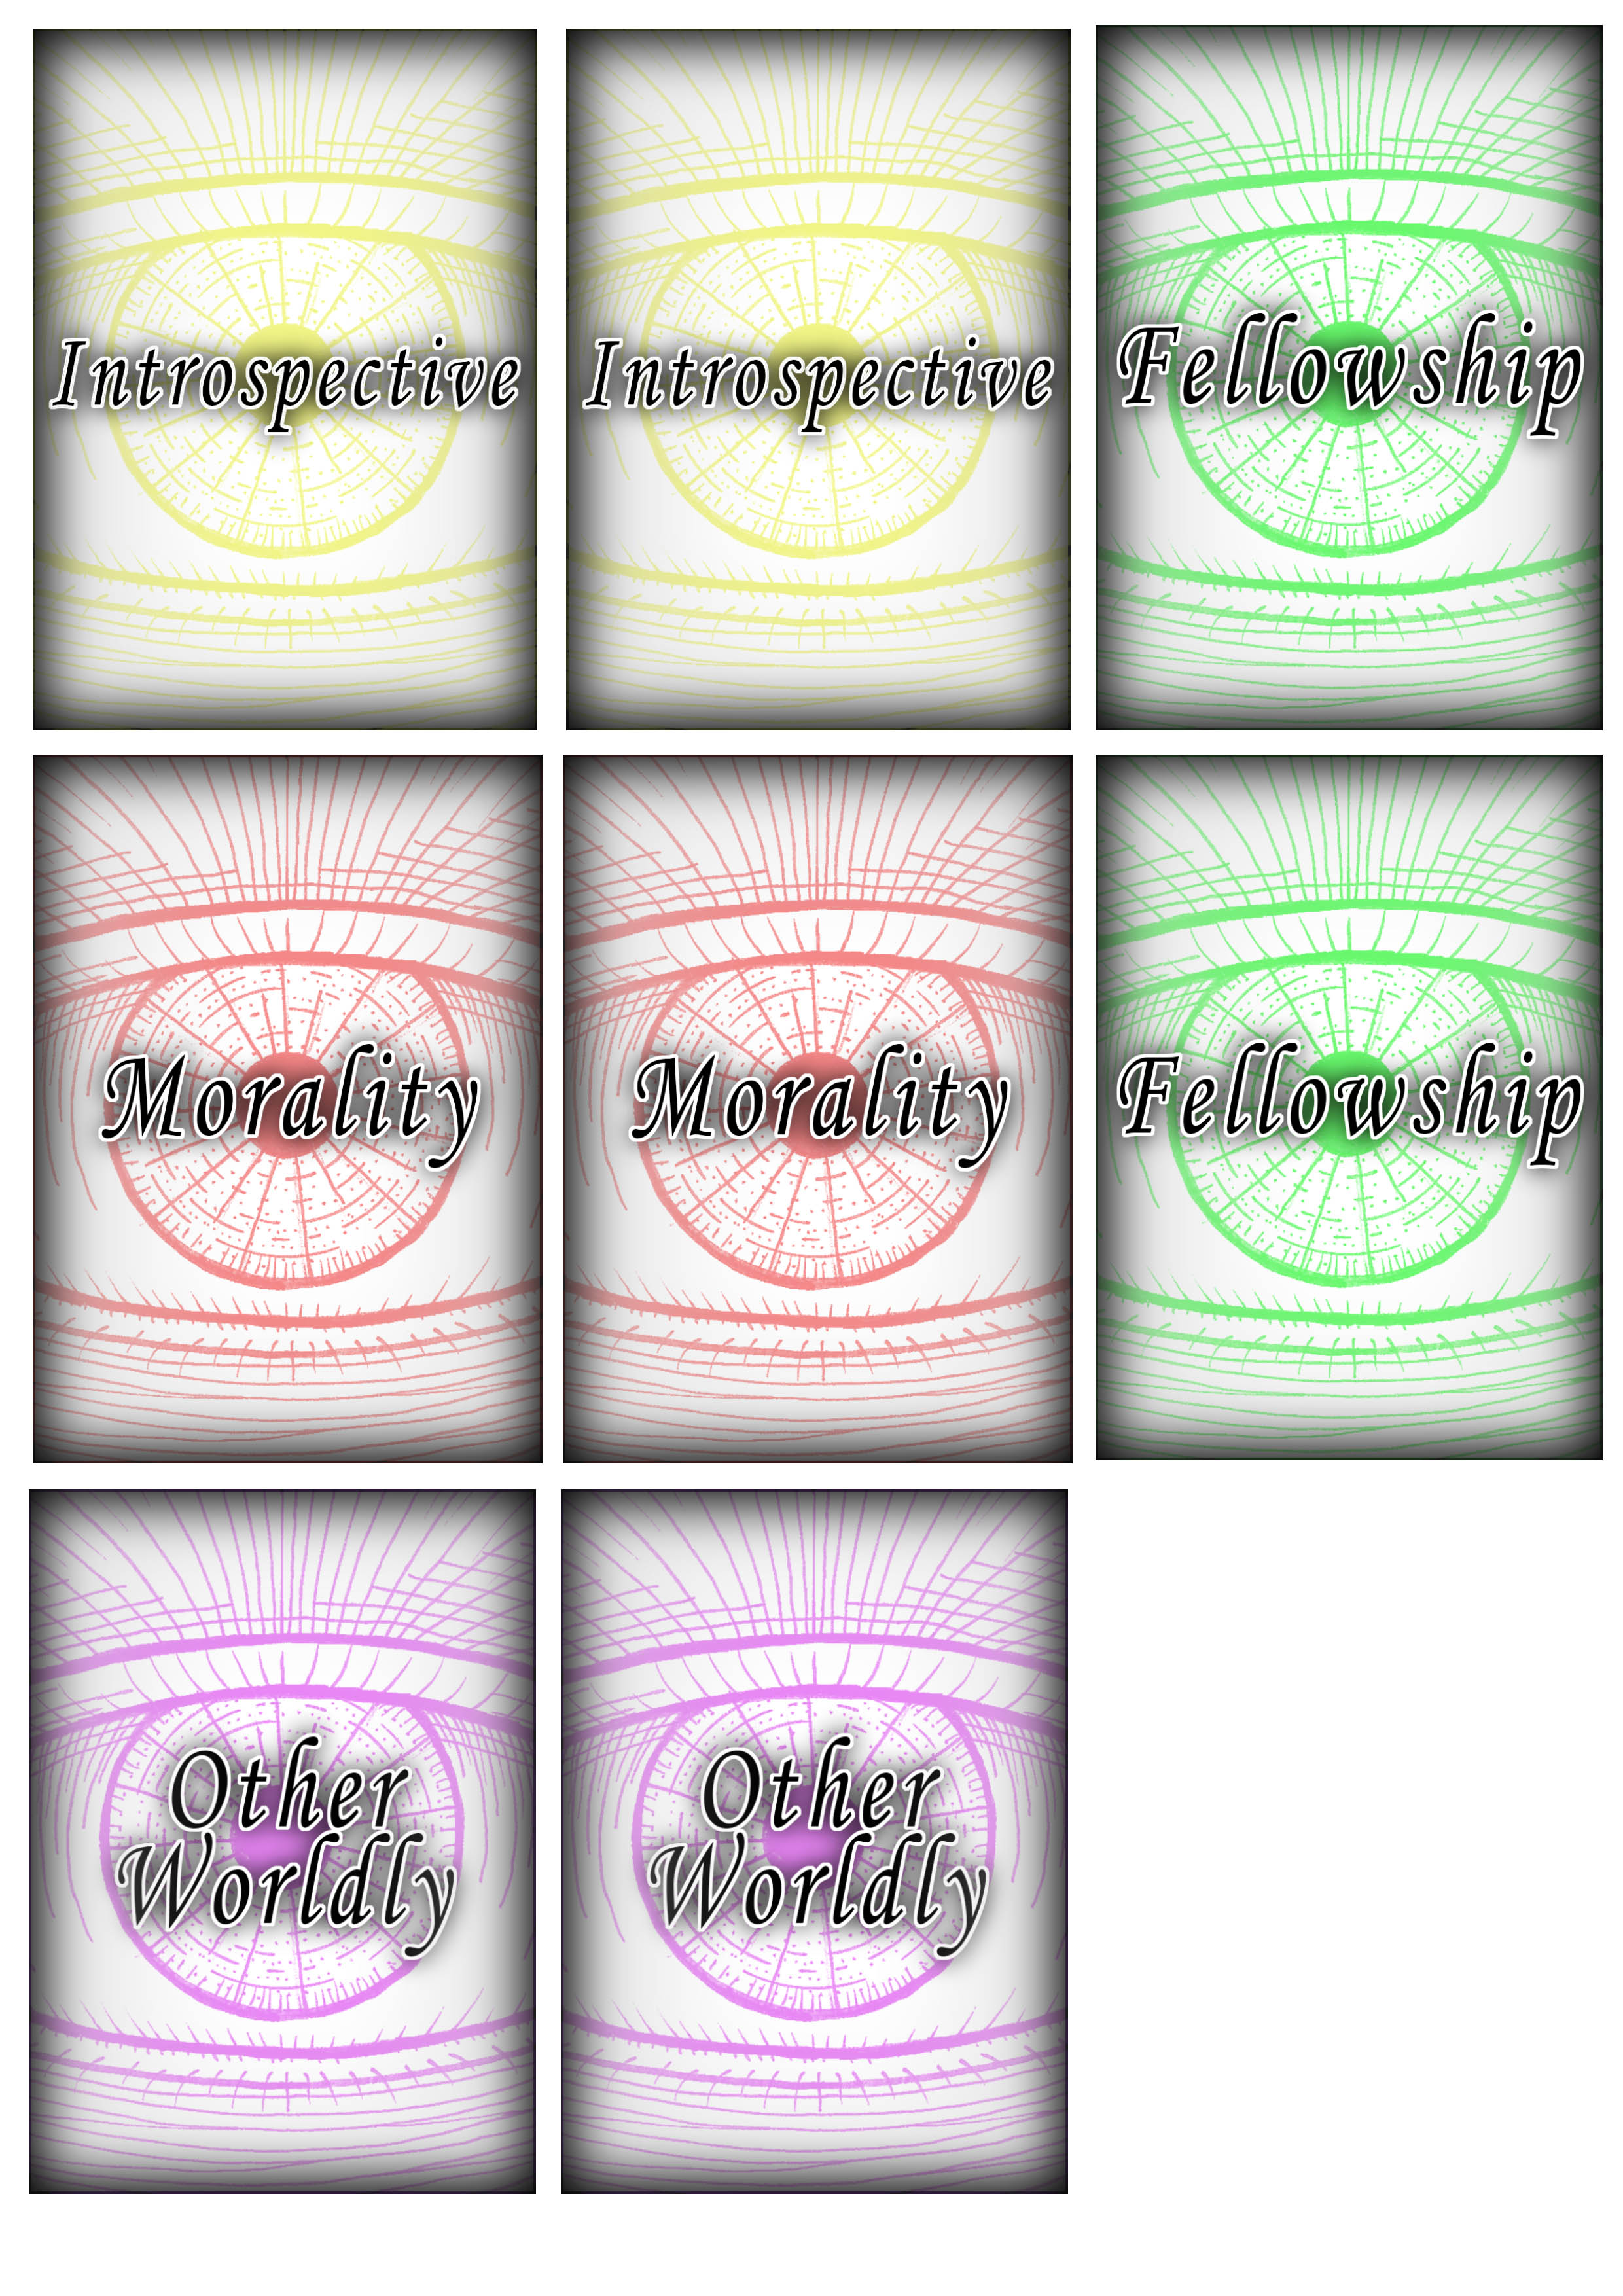 Introspective
Introspective
Fellowship
Morality
Morality
Fellowship
Other
Worldly
Other
Worldly